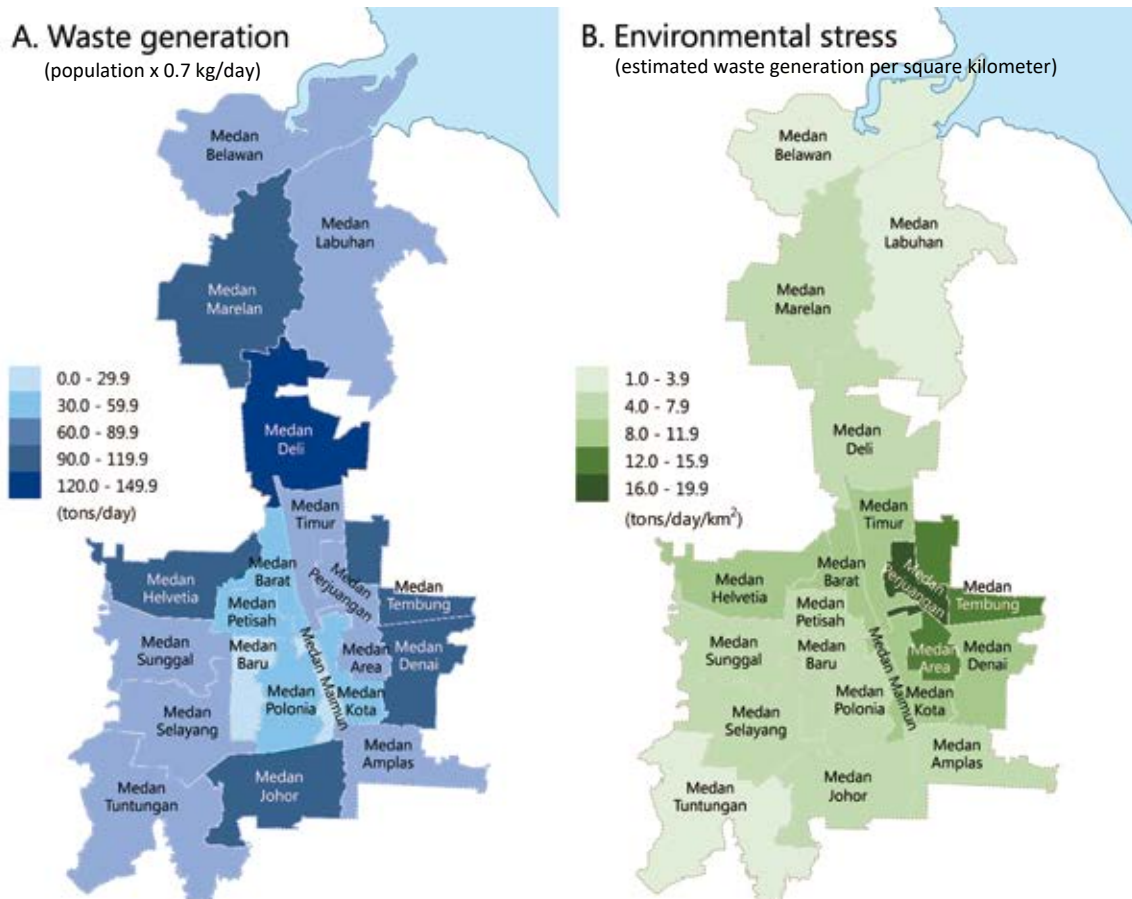 A. Waste generation
(population x 0.7 kg/day)
Medan
Belawan
Medan
Labuhan
Medan
Marelan
0.0 - 29.9
30.0 - 59.9
60.0 - 89.9
90.0 - 119.9
120.0 - 149.9
(tons/day)
Medan
Deli
Medan
Timur
Medan
Helvetia
Medan
Barat
Medan
Perjuangan
Medan
Tembung
Medan
Petisah
Medan
Sunggal
Medan
Baru
Medan Maimun
Medan
Area
Medan
Denai
Medan
Selayang
Medan
Polonia
Medan
Kota
Medan
Amplas
Medan
Tuntungan
Medan
Johor
B. Environmental stress
(estimated waste generation per square kilometer)
Medan
Belawan
Medan
Labuhan
Medan
Marelan
1.0 - 3.9
4.0 - 7.9
8.0 - 11.9
12.0 - 15.9
16.0 - 19.9
(tons/day/km²)
Medan
Deli
Medan
Timur
Medan
Helvetia
Medan
Barat
Medan
Perjuangan
Medan
Tembung
Medan
Petisah
Medan
Sunggal
Medan
Baru
Medan Maimun
Medan
Area
Medan
Denai
Medan
Selayang
Medan
Polonia
Medan
Kota
Medan
Amplas
Medan
Tuntungan
Medan
Johor